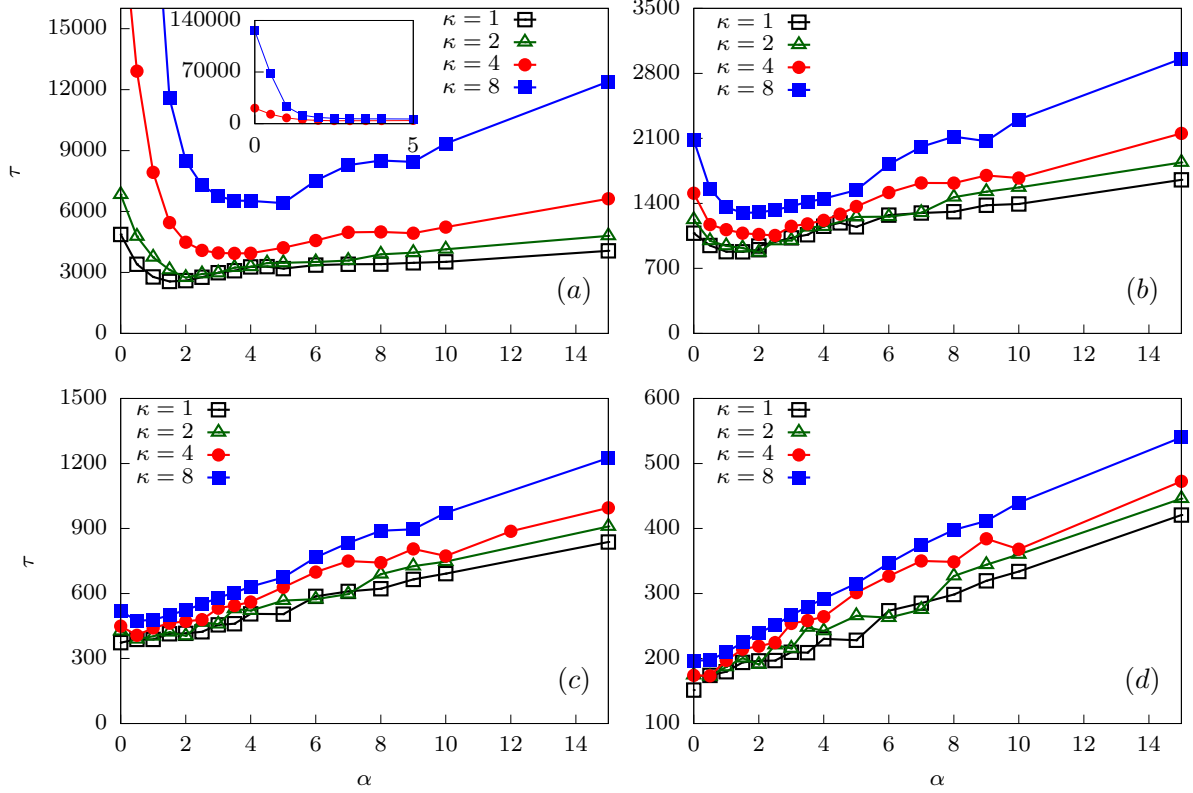 15000
12000
9000
6000
3000
0
τ
0
2
4
6
8
10
12
14
κ = 1
κ = 2
κ = 4
κ = 8
140000
70000
0
0
5
(a)
3500
2800
2100
1400
700
0
0
2
4
6
8
10
12
14
κ = 1
κ = 2
κ = 4
κ = 8
(b)
1500
1200
900
600
300
0
τ
0
2
4
6
8
10
12
14
α
κ = 1
κ = 2
κ = 4
κ = 8
(c)
600
500
400
300
200
100
0
2
4
6
8
10
12
14
α
κ = 1
κ = 2
κ = 4
κ = 8
(d)